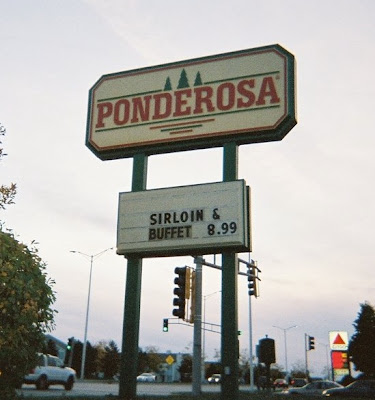 PONDEROSA
SIRLOIN &
BUFFET 8.99